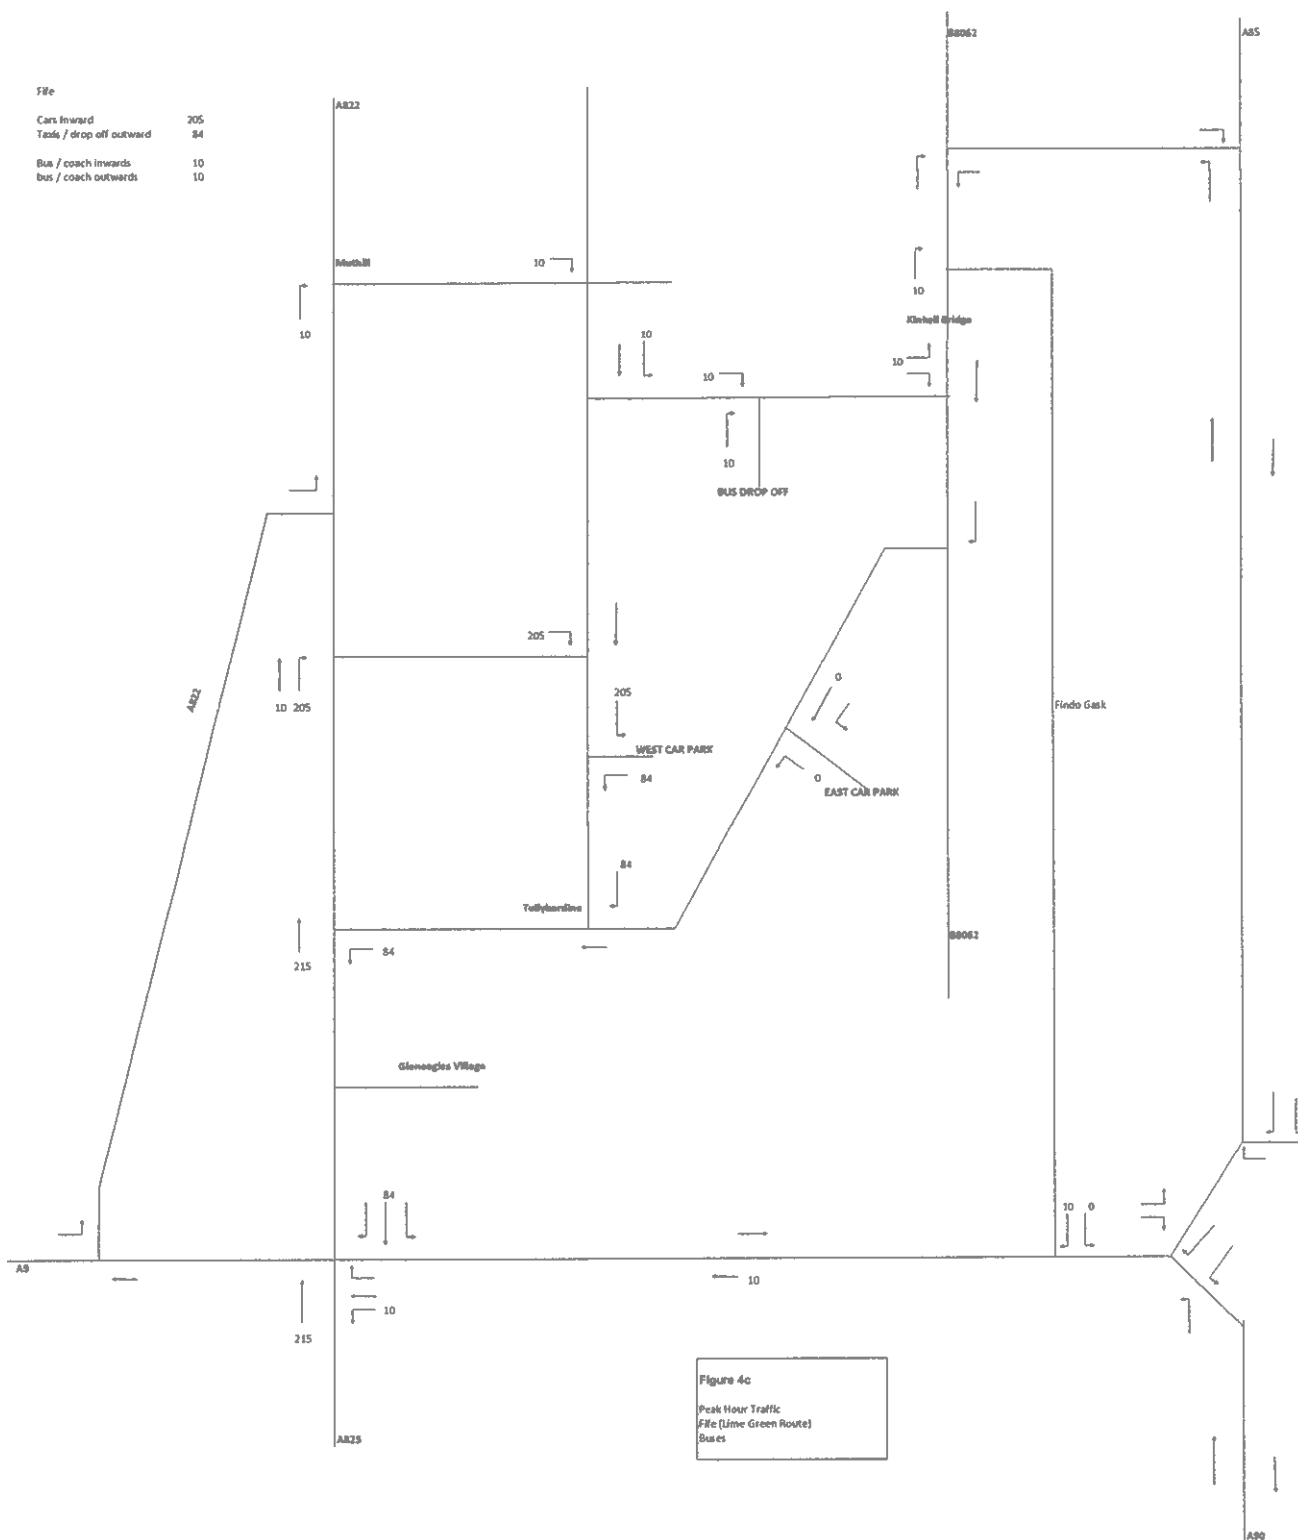 B8062
A85
Fife
Cars Inward 205
Taxis / drop off outward 84
Bus / coach inwards 10
bus / coach outwards 10
A822
Muthill
10
10
10
10
Kinkell Bridge
10
10
10
10
BUS DROP OFF
205
A822
10 205
205
0
Findo Gask
WEST CAR PARK
84
0
EAST CAR PARK
84
Tullybardine
B8062
84
215
Gleneagles Village
84
10 0
A9
10
10
215
Figure 4c
Peak Hour Traffic
Fife (Lime Green Route)
Buses
A823
A90